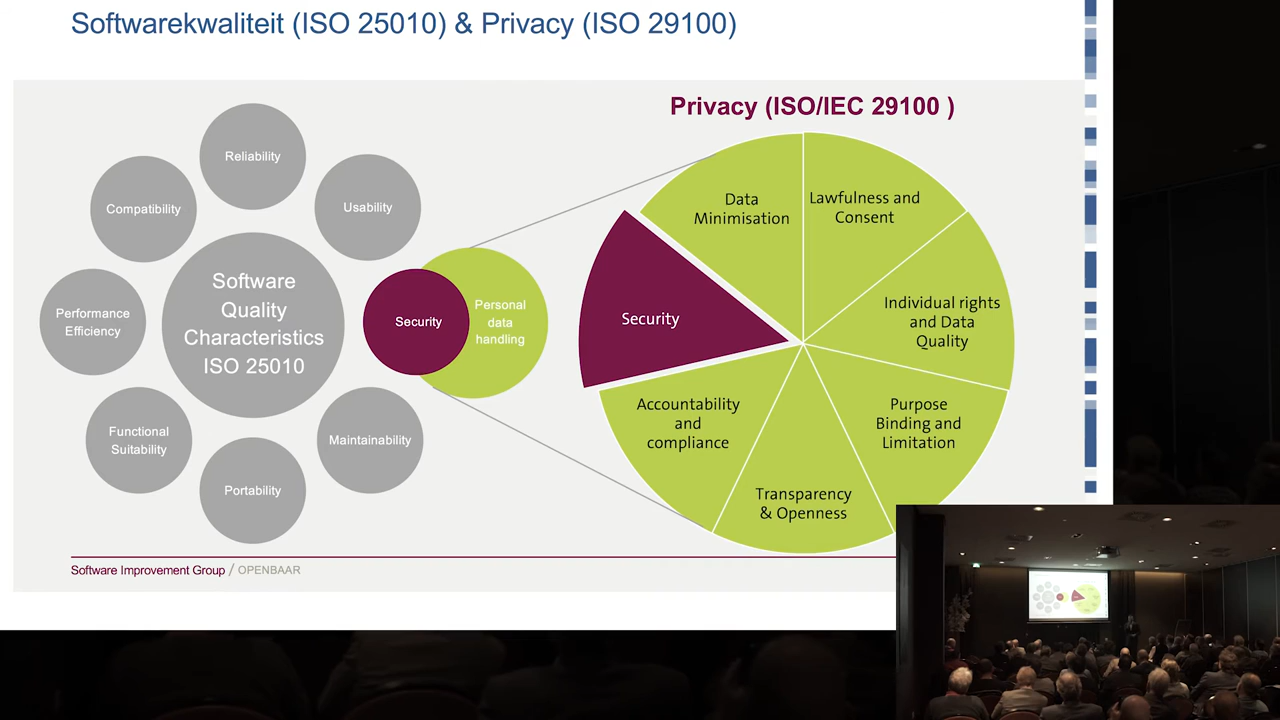 Softwarekwaliteit (ISO 25010) & Privacy (ISO 29100)
Privacy (ISO/IEC 29100 )
Reliability
Compatibility
Usability
Performance
Efficiency
Software
Quality
Characteristics
ISO 25010
Security
Personal
data
handling
Functional
Suitability
Maintainability
Portability
Data
Minimisation
Lawfulness and
Consent
Security
Individual rights
and Data
Quality
Accountability
and
compliance
Purpose
Binding and
Limitation
Transparency
& Openness
Software Improvement Group / OPENBAAR